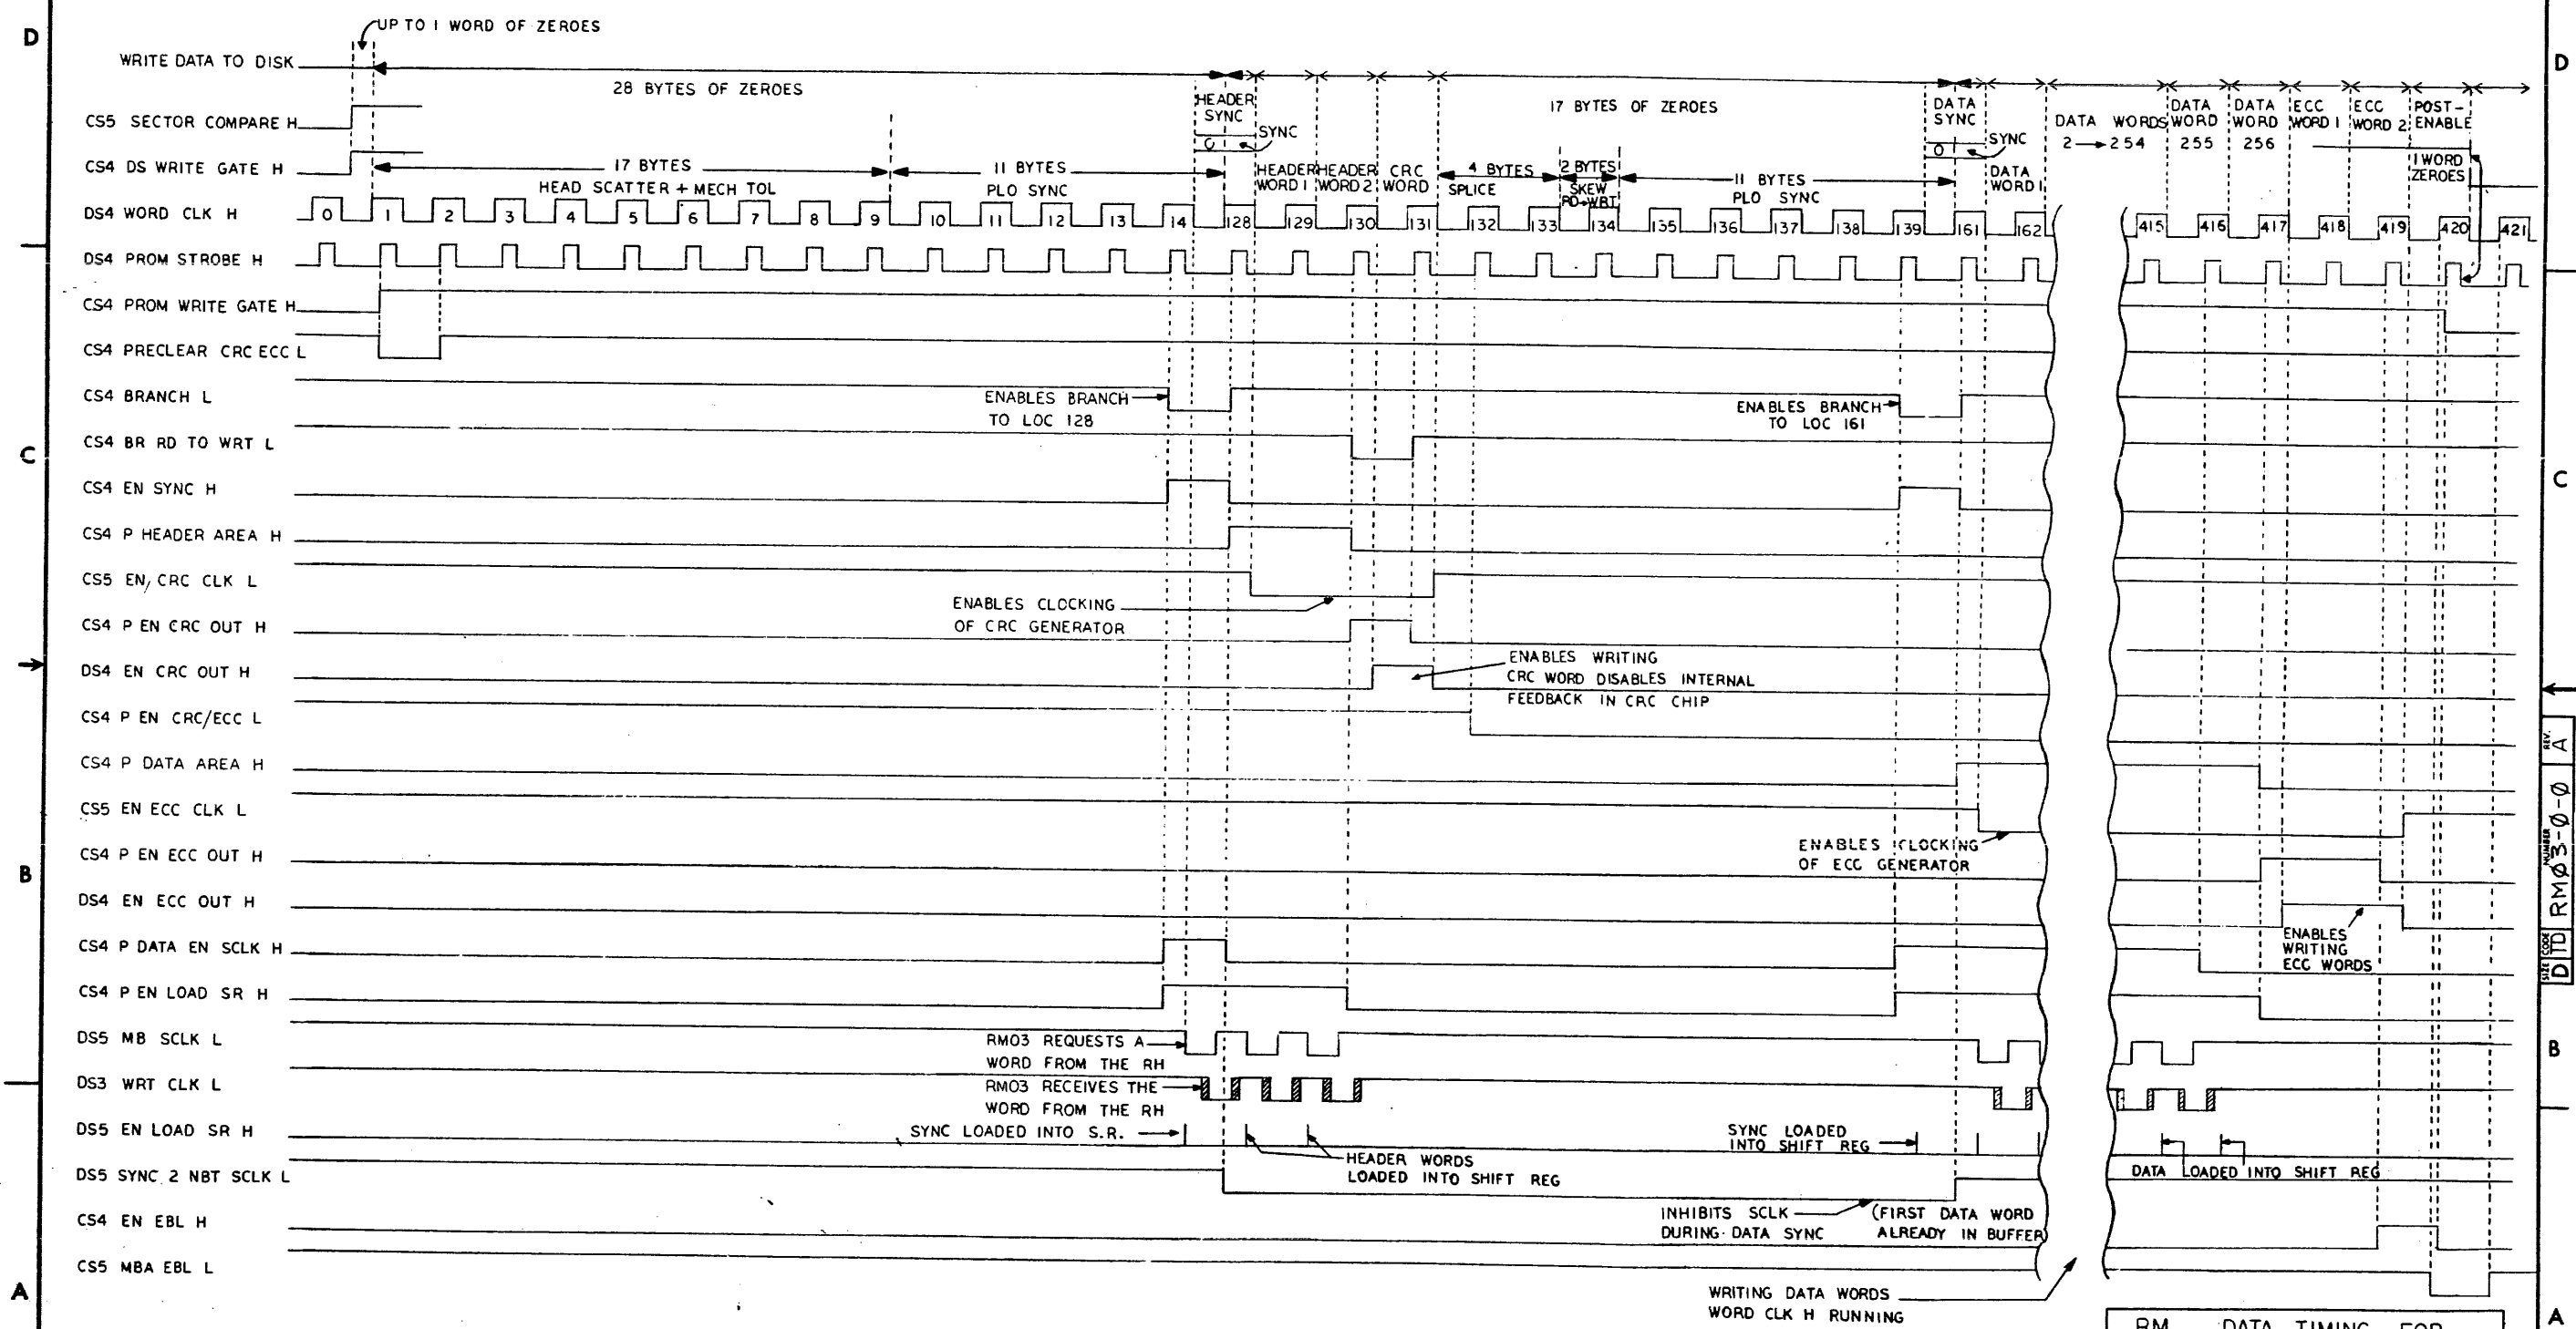 D
UP TO 1 WORD OF ZEROES
D
WRITE DATA TO DISK
28 BYTES OF ZEROES
HEADER SYNC
17 BYTES OF ZEROES
DATA SYNC
DATA WORDS 2→254
DATA WORD 255
DATA WORD 256
ECC WORD 1
ECC WORD 2
POST-ENABLE
CS5 SECTOR COMPARE H
0
SYNC
0
SYNC
CS4 DS WRITE GATE H
17 BYTES
HEAD SCATTER + MECH TOL
11 BYTES
PLO SYNC
HEADER WORD 1
HEADER WORD 2
CRC WORD
4 BYTES
SPLICE
2 BYTES
SKEW RD→WRT
11 BYTES
PLO SYNC
DATA WORD 1
1 WORD ZEROES
DS4 WORD CLK H
0 1 2 3 4 5 6 7 8 9 10 11 12 13 14 128 129 130 131 132 133 134 135 136 137 138 139 161 162 415 416 417 418 419 420 421
DS4 PROM STROBE H
CS4 PROM WRITE GATE H
CS4 PRECLEAR CRC ECC L
CS4 BRANCH L
ENABLES BRANCH
TO LOC 128
ENABLES BRANCH
TO LOC 161
CS4 BR RD TO WRT L
C
CS4 EN SYNC H
C
CS4 P HEADER AREA H
CS5 EN/CRC CLK L
ENABLES CLOCKING
OF CRC GENERATOR
CS4 P EN CRC OUT H
DS4 EN CRC OUT H
ENABLES WRITING
CRC WORD DISABLES INTERNAL
FEEDBACK IN CRC CHIP
CS4 P EN CRC/ECC L
CS4 P DATA AREA H
CS5 EN ECC CLK L
ENABLES CLOCKING
OF ECC GENERATOR
CS4 P EN ECC OUT H
B
DS4 EN ECC OUT H
ENABLES
WRITING
ECC WORDS
SIZE CODE NUMBER REV.
D TD RMØ3-Ø-O A
CS4 P DATA EN SCLK H
CS4 P EN LOAD SR H
DS5 MB SCLK L
RM03 REQUESTS A
WORD FROM THE RH
B
DS3 WRT CLK L
RM03 RECEIVES THE
WORD FROM THE RH
DS5 EN LOAD SR H
SYNC LOADED INTO S.R.
HEADER WORDS
LOADED INTO SHIFT REG
SYNC LOADED
INTO SHIFT REG
DATA LOADED INTO SHIFT REG
DS5 SYNC 2 NBT SCLK L
INHIBITS SCLK
DURING DATA SYNC
(FIRST DATA WORD
ALREADY IN BUFFER)
CS4 EN EBL H
CS5 MBA EBL L
A
WRITING DATA WORDS
WORD CLK H RUNNING
A
RM DATA TIMING FOR